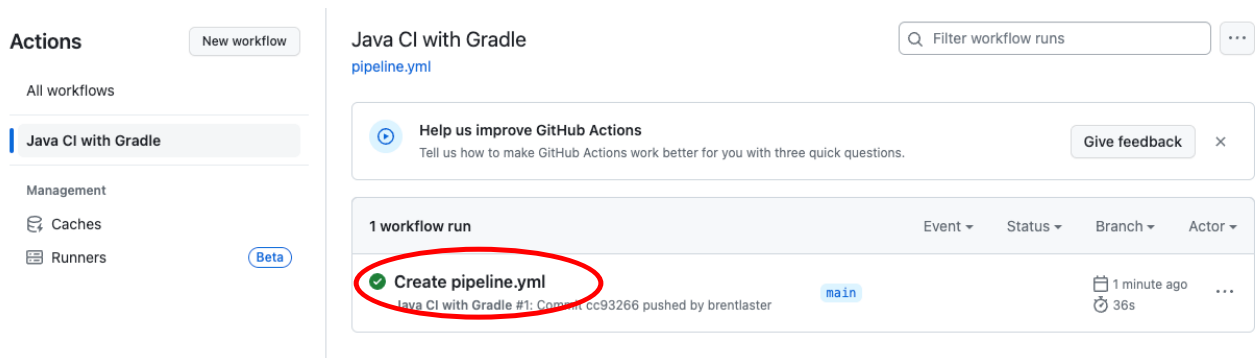 Actions
New workflow
All workflows
Java CI with Gradle
Management
Caches
Runners
Beta
Java CI with Gradle
pipeline.yml
Filter workflow runs
Help us improve GitHub Actions
Tell us how to make GitHub Actions work better for you with three quick questions.
Give feedback
1 workflow run
Event
Status
Branch
Actor
Create pipeline.yml
Java CI with Gradle #1: Commit cc93266 pushed by brentlaster
main
1 minute ago
36s